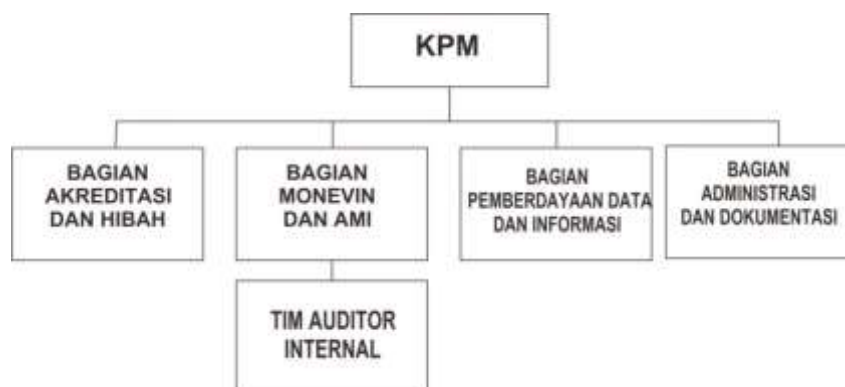 KPM
BAGIAN
AKREDITASI
DAN HIBAH
BAGIAN
MONEVIN
DAN AMI
BAGIAN
PEMBERDAYAAN DATA
DAN INFORMASI
BAGIAN
ADMINISTRASI
DAN DOKUMENTASI
TIM AUDITOR
INTERNAL